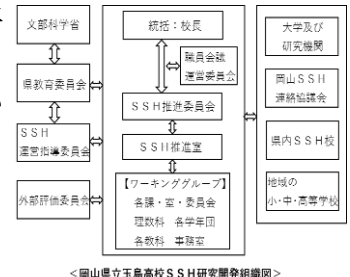 文部科学省
県教育委員会
ＳＳＨ
運営指導委員会
外部評価委員会
統括：校長
職員会議
運営委員会
ＳＳＨ推進委員会
ＳＳＨ推進室
【ワーキンググループ】
各課・室・委員会
理数科　各学年団
各教科　事務室
大学及び
研究機関
岡山ＳＳＨ
連絡協議会
県内ＳＳＨ校
地域の
小・中・高等学校
＜岡山県立玉島高校ＳＳＨ研究開発組織図＞